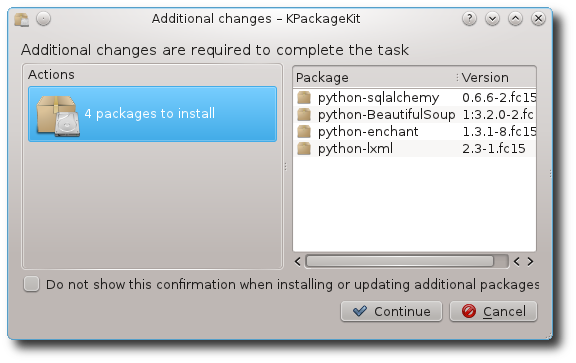 Additional changes – KPackageKit
Additional changes are required to complete the task
Actions
4 packages to install
Package Version
python-sqlalchemy 0.6.6-2.fc15
python-BeautifulSoup 1:3.2.0-2.fc
python-enchant 1.3.1-8.fc15
python-lxml 2.3-1.fc15
Do not show this confirmation when installing or updating additional packages
Continue Cancel